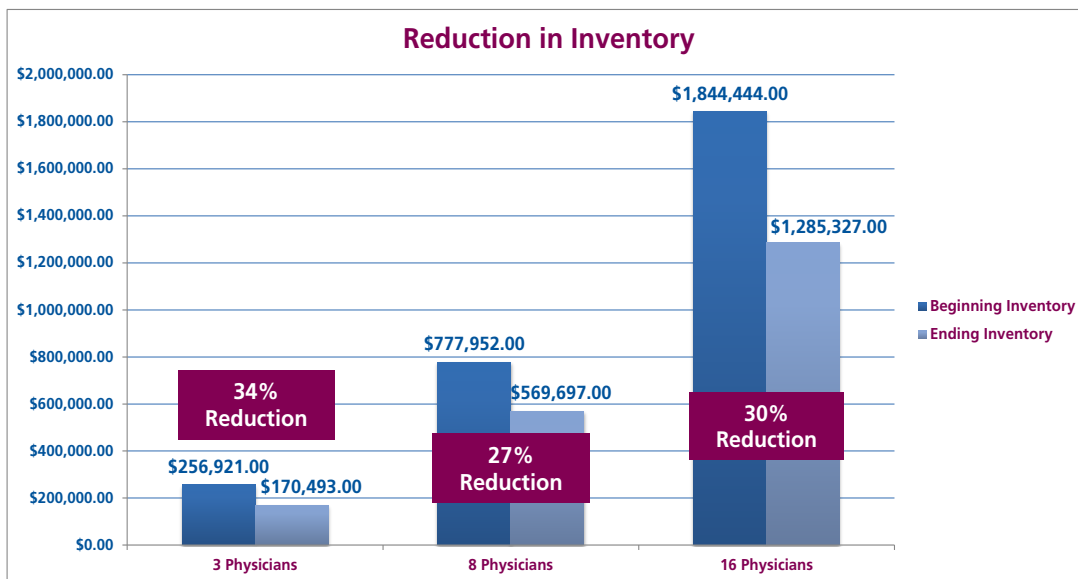 Reduction in Inventory
$2,000,000.00
$1,800,000.00
$1,600,000.00
$1,400,000.00
$1,200,000.00
$1,000,000.00
$800,000.00
$600,000.00
$400,000.00
$200,000.00
$0.00
$256,921.00
$170,493.00
34%
Reduction
$777,952.00
$569,697.00
27%
Reduction
$1,844,444.00
$1,285,327.00
30%
Reduction
3 Physicians
8 Physicians
16 Physicians
Beginning Inventory
Ending Inventory